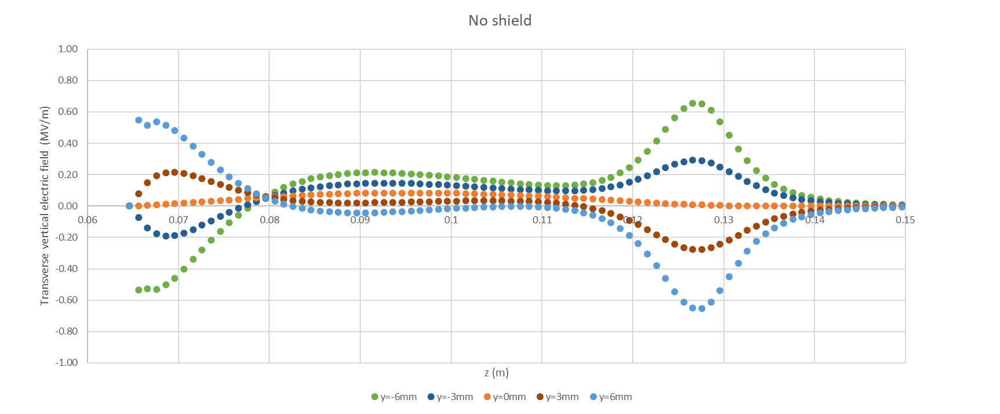 No shield
1.00
0.80
0.60
0.40
0.20
0.00
-0.20
-0.40
-0.60
-0.80
-1.00
Transverse vertical electric field (MV/m)
0.06 0.07 0.08 0.09 0.1 0.11 0.12 0.13 0.14 0.15
z (m)
y=-6mm y=-3mm y=0mm y=3mm y=6mm